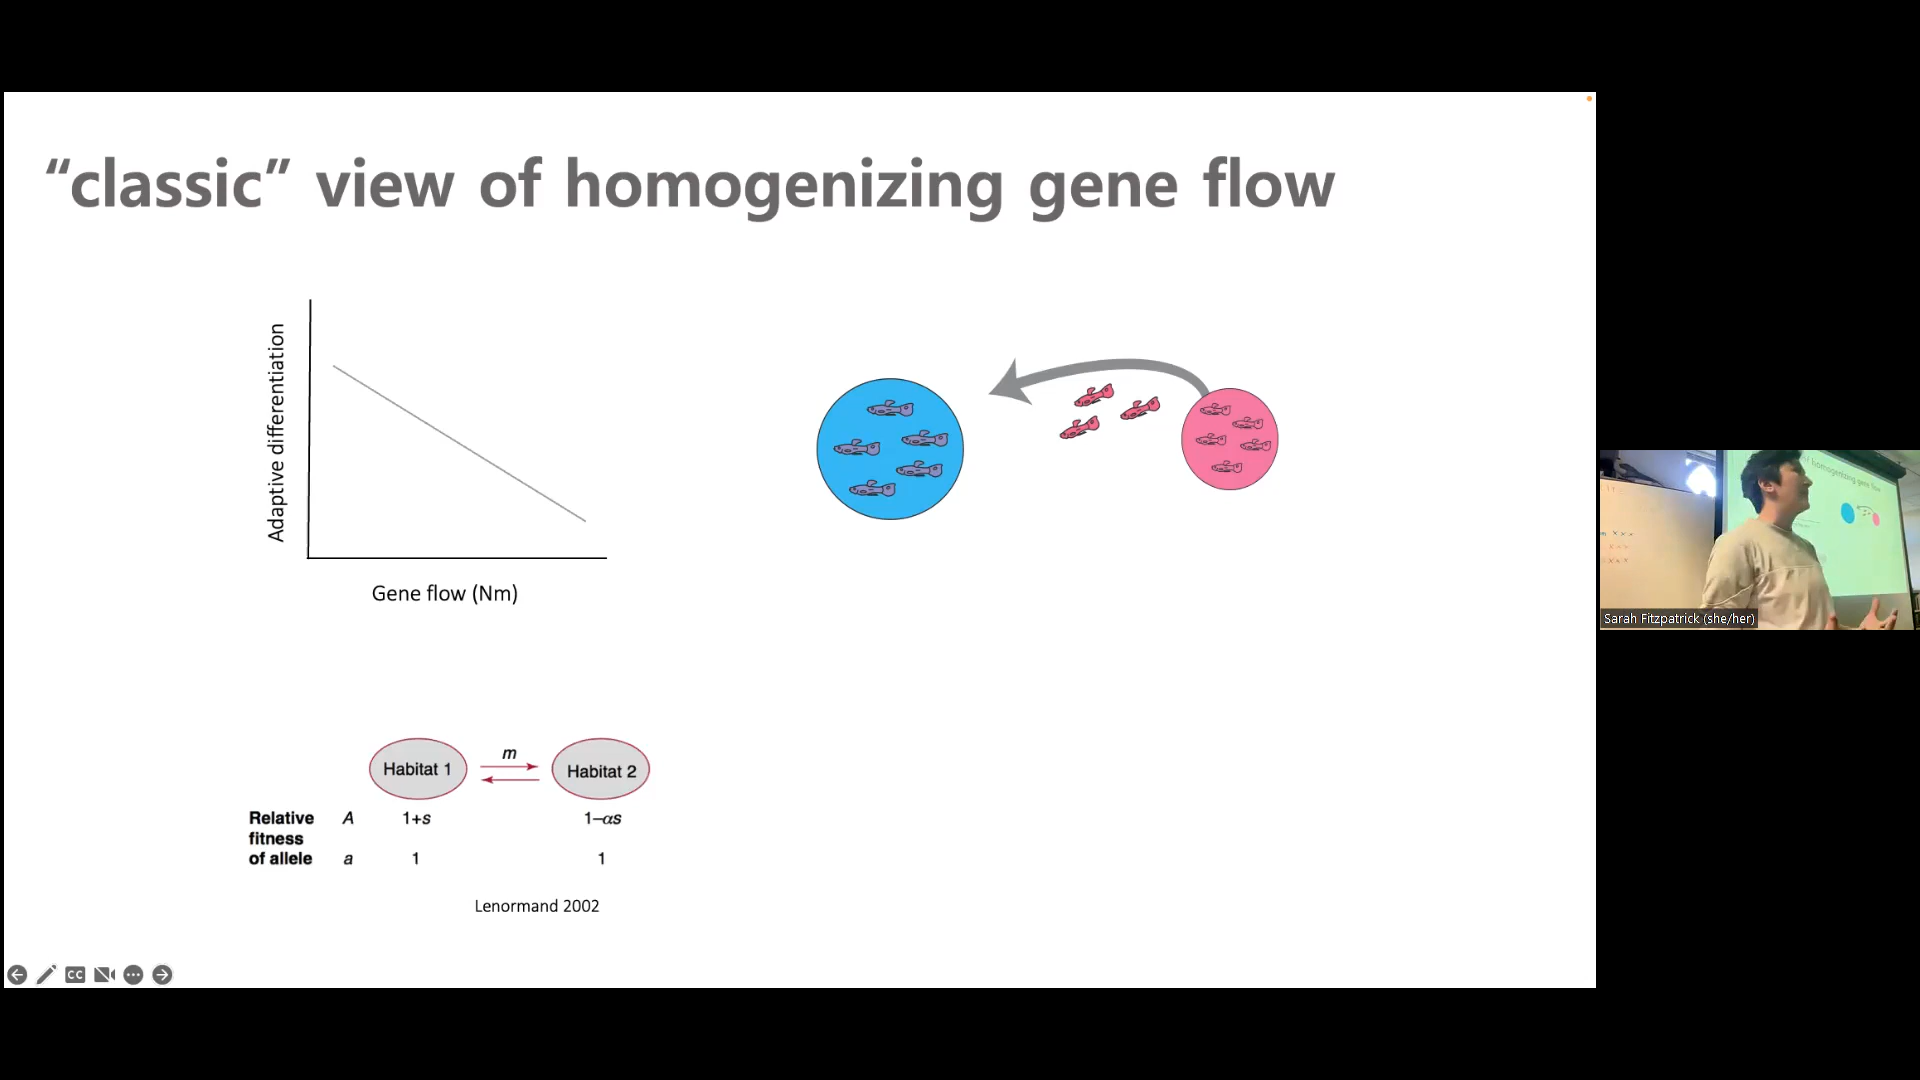 “classic” view of homogenizing gene flow
Adaptive differentiation
Gene flow (Nm)
Habitat 1
m
Habitat 2
Relative fitness of allele
A 1+s 1–αs
a 1 1
Lenormand 2002
CC
Sarah Fitzpatrick (she/her)